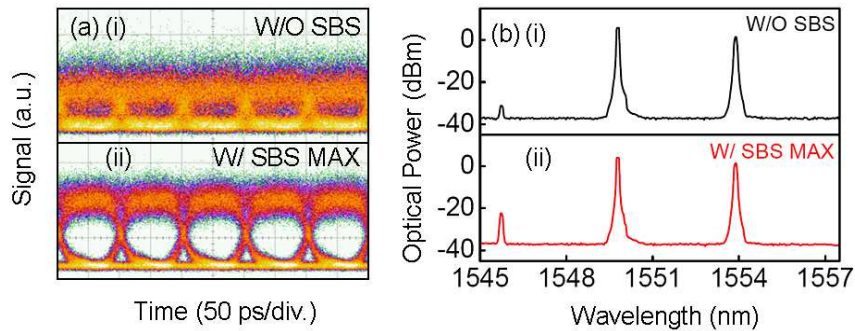 (a) (i) W/O SBS
(ii) W/ SBS MAX
Signal (a.u.)
Time (50 ps/div.)
(b) (i) W/O SBS
0
-20
-40
(ii) W/ SBS MAX
0
-20
-40
Optical Power (dBm)
1545 1548 1551 1554 1557
Wavelength (nm)